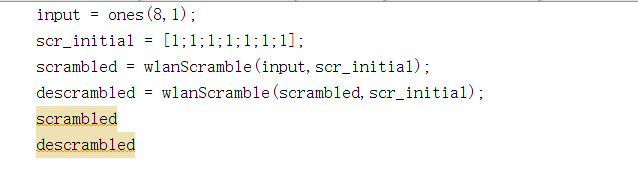 input = ones(8,1);
scr_initial = [1;1;1;1;1;1;1];
scrambled = wlanScramble(input,scr_initial);
descrambled = wlanScramble(scrambled,scr_initial);
scrambled
descrambled